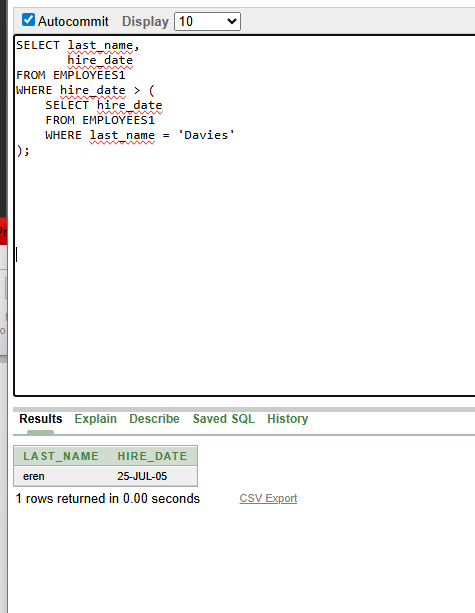 Autocommit Display 10
SELECT last_name,
       hire_date
FROM EMPLOYEES1
WHERE hire_date > (
    SELECT hire_date
    FROM EMPLOYEES1
    WHERE last_name = 'Davies'
);
Results Explain Describe Saved SQL History
LAST_NAME HIRE_DATE
eren 25-JUL-05
1 rows returned in 0.00 seconds CSV Export